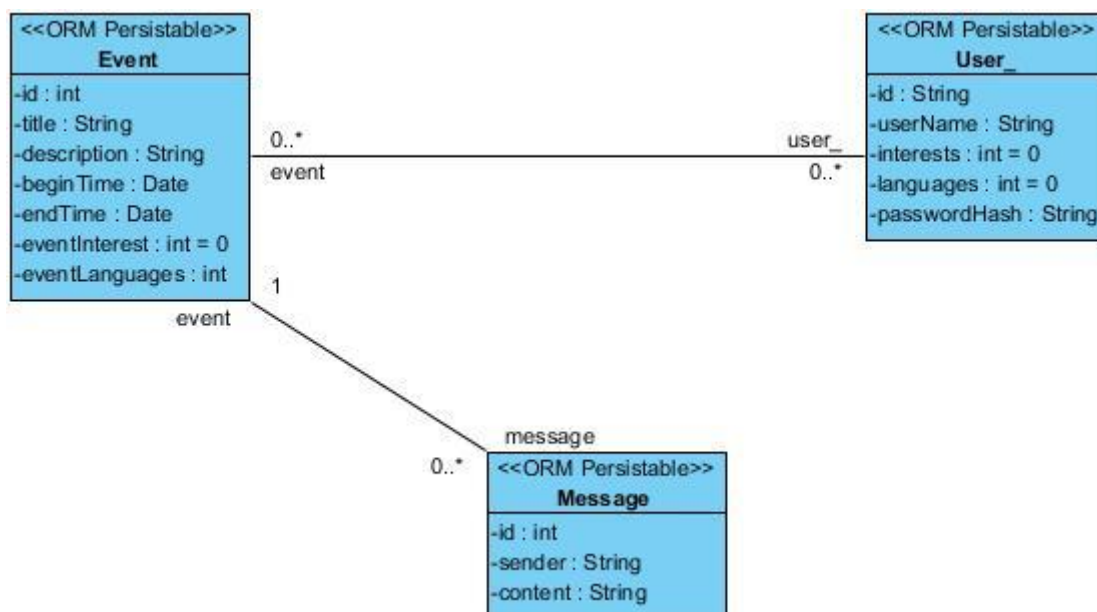 <<ORM Persistable>>
Event
-id : int
-title : String
-description : String
-beginTime : Date
-endTime : Date
-eventInterest : int = 0
-eventLanguages : int
0..*
event
user_
0..*
<<ORM Persistable>>
User_
-id : String
-userName : String
-interests : int = 0
-languages : int = 0
-passwordHash : String
1
event
message
0..*
<<ORM Persistable>>
Message
-id : int
-sender : String
-content : String